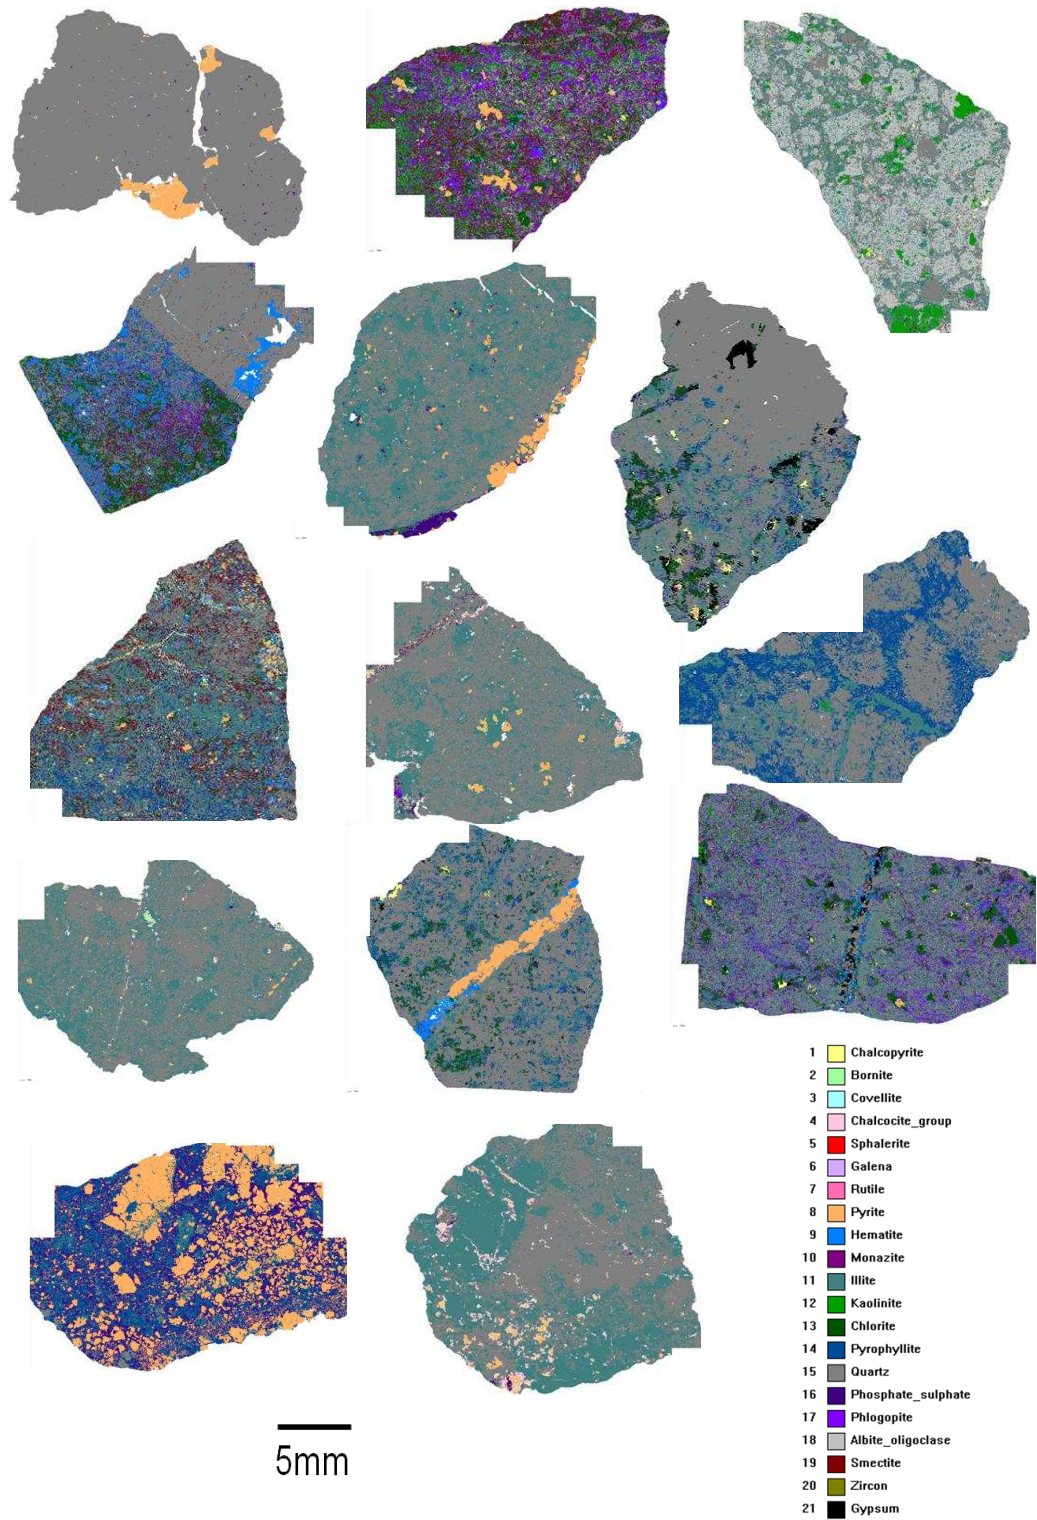 1 Chalcopyrite
2 Bornite
3 Covellite
4 Chalcocite_group
5 Sphalerite
6 Galena
7 Rutile
8 Pyrite
9 Hematite
10 Monazite
11 Illite
12 Kaolinite
13 Chlorite
14 Pyrophyllite
15 Quartz
16 Phosphate_sulphate
17 Phlogopite
18 Albite_oligoclase
19 Smectite
20 Zircon
21 Gypsum
5mm